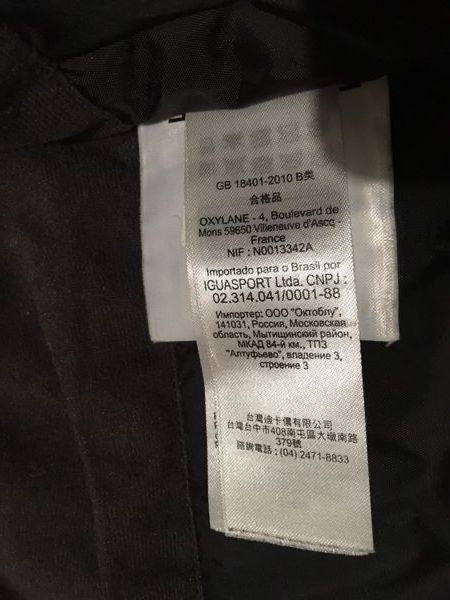 GB 18401-2010 B类
合格品
OXYLANE - 4, Boulevard de
Mons 59650 Villeneuve d'Ascq -
France
NIF : N0013342A
Importado para o Brasil por
IGUASPORT Ltda. CNPJ :
02.314.041/0001-88
Импортер: ООО "Октоблу",
141031, Россия, Московская
область, Мытищинский район,
МКАД 84-й км., ТПЗ
"Алтуфьево", владение 3,
строение 3
台灣迪卡儂有限公司
台灣台中市408南屯區大墩南路
379號
諮詢電話 : (04) 2471-8833